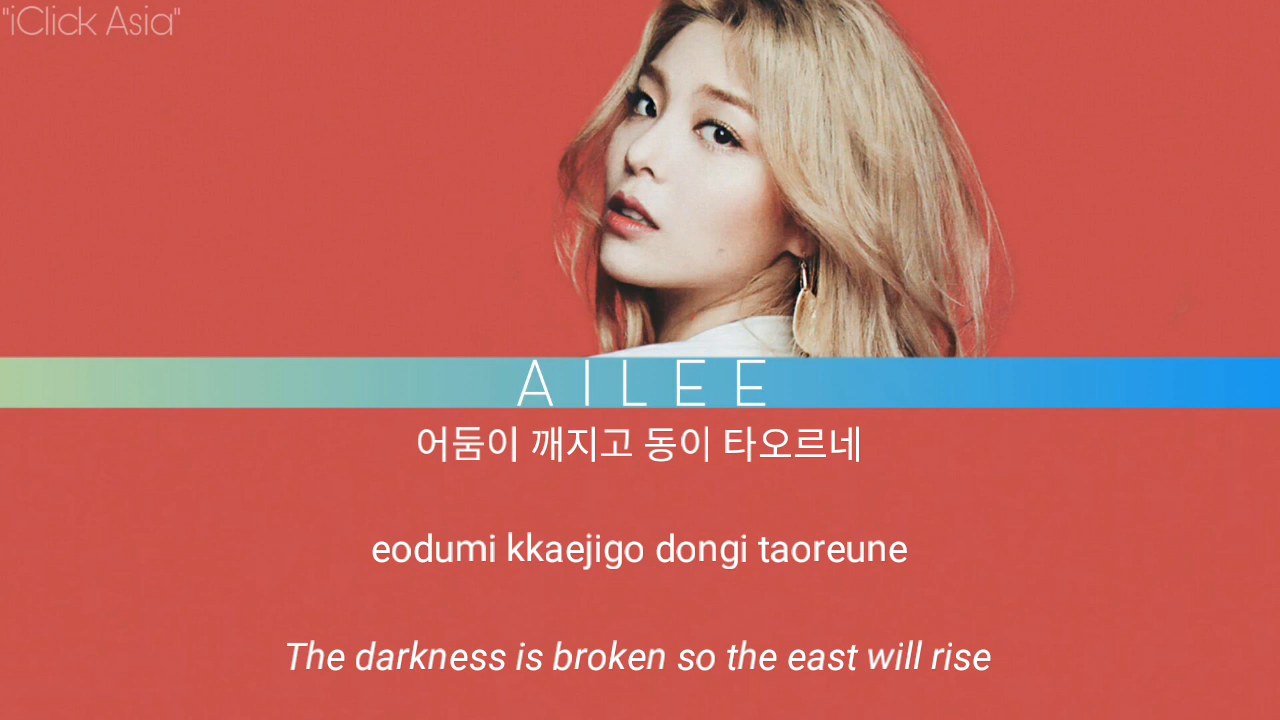 "iClick Asia"
AILEE
어둠이 깨지고 동이 타오르네
eodumi kkaejigo dongi taoreune
The darkness is broken so the east will rise